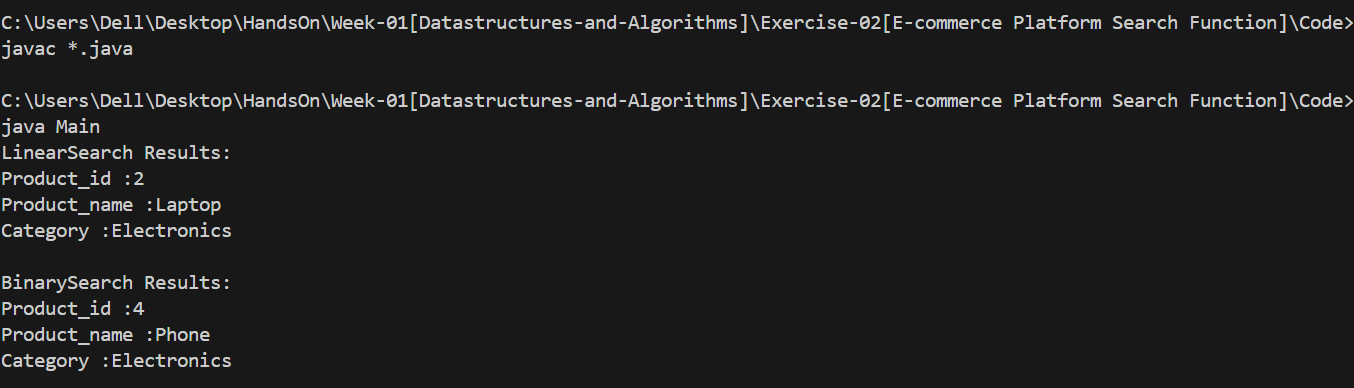 C:\Users\Dell\Desktop\HandsOn\Week-01[Datastructures-and-Algorithms]\Exercise-02[E-commerce Platform Search Function]\Code>
javac *.java
C:\Users\Dell\Desktop\HandsOn\Week-01[Datastructures-and-Algorithms]\Exercise-02[E-commerce Platform Search Function]\Code>
java Main
LinearSearch Results:
Product_id :2
Product_name :Laptop
Category :Electronics
BinarySearch Results:
Product_id :4
Product_name :Phone
Category :Electronics